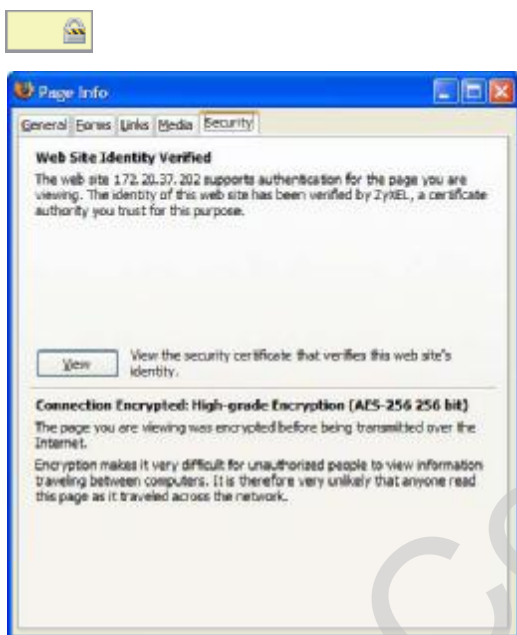 Page Info
General Forms Links Media Security
Web Site Identity Verified
The web site 172.20.37.202 supports authentication for the page you are
viewing. The identity of this web site has been verified by ZyXEL, a certificate
authority you trust for this purpose.
View
View the security certificate that verifies this web site's
identity.
Connection Encrypted: High-grade Encryption (AES-256 256 bit)
The page you are viewing was encrypted before being transmitted over the
Internet.
Encryption makes it very difficult for unauthorized people to view information
traveling between computers. It is therefore very unlikely that anyone read
this page as it traveled across the network.